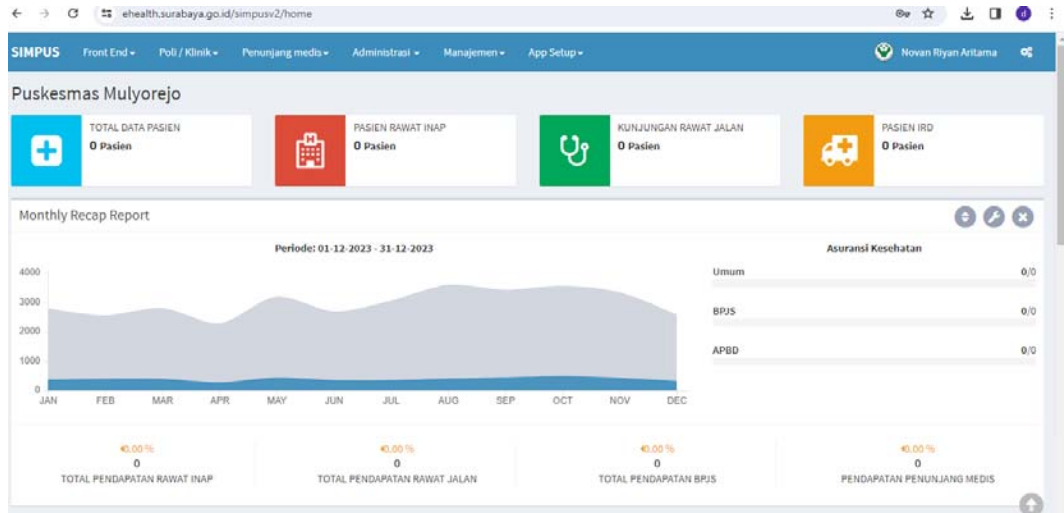 ehealth.surabaya.go.id/simpusv2/home
SIMPUS Front End Poli / Klinik Penunjang medis Administrasi Manajemen App Setup Novan Riyan Aritama
Puskesmas Mulyorejo
TOTAL DATA PASIEN
0 Pasien
PASIEN RAWAT INAP
0 Pasien
KUNJUNGAN RAWAT JALAN
0 Pasien
PASIEN IRD
0 Pasien
Monthly Recap Report
Periode: 01-12-2023 - 31-12-2023
4000
3000
2000
1000
0
JAN FEB MAR APR MAY JUN JUL AUG SEP OCT NOV DEC
Asuransi Kesehatan
Umum 0/0
BPJS 0/0
APBD 0/0
0.00 %
0
TOTAL PENDAPATAN RAWAT INAP
0.00 %
0
TOTAL PENDAPATAN RAWAT JALAN
0.00 %
0
TOTAL PENDAPATAN BPJS
0.00 %
0
PENDAPATAN PENUNJANG MEDIS